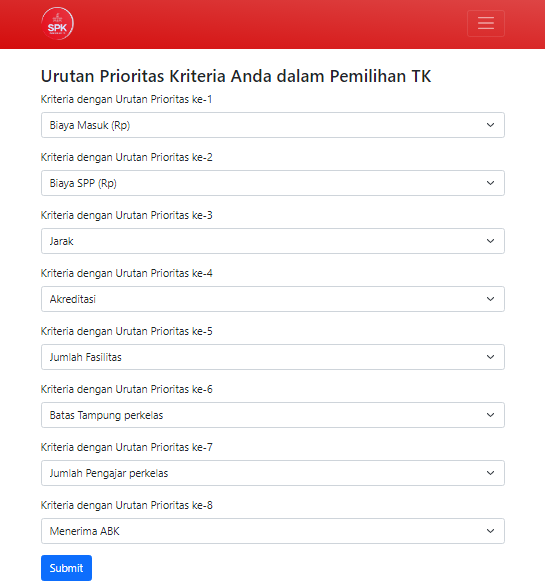 SPK
Urutan Prioritas Kriteria Anda dalam Pemilihan TK
Kriteria dengan Urutan Prioritas ke-1
Biaya Masuk (Rp)
Kriteria dengan Urutan Prioritas ke-2
Biaya SPP (Rp)
Kriteria dengan Urutan Prioritas ke-3
Jarak
Kriteria dengan Urutan Prioritas ke-4
Akreditasi
Kriteria dengan Urutan Prioritas ke-5
Jumlah Fasilitas
Kriteria dengan Urutan Prioritas ke-6
Batas Tampung perkelas
Kriteria dengan Urutan Prioritas ke-7
Jumlah Pengajar perkelas
Kriteria dengan Urutan Prioritas ke-8
Menerima ABK
Submit